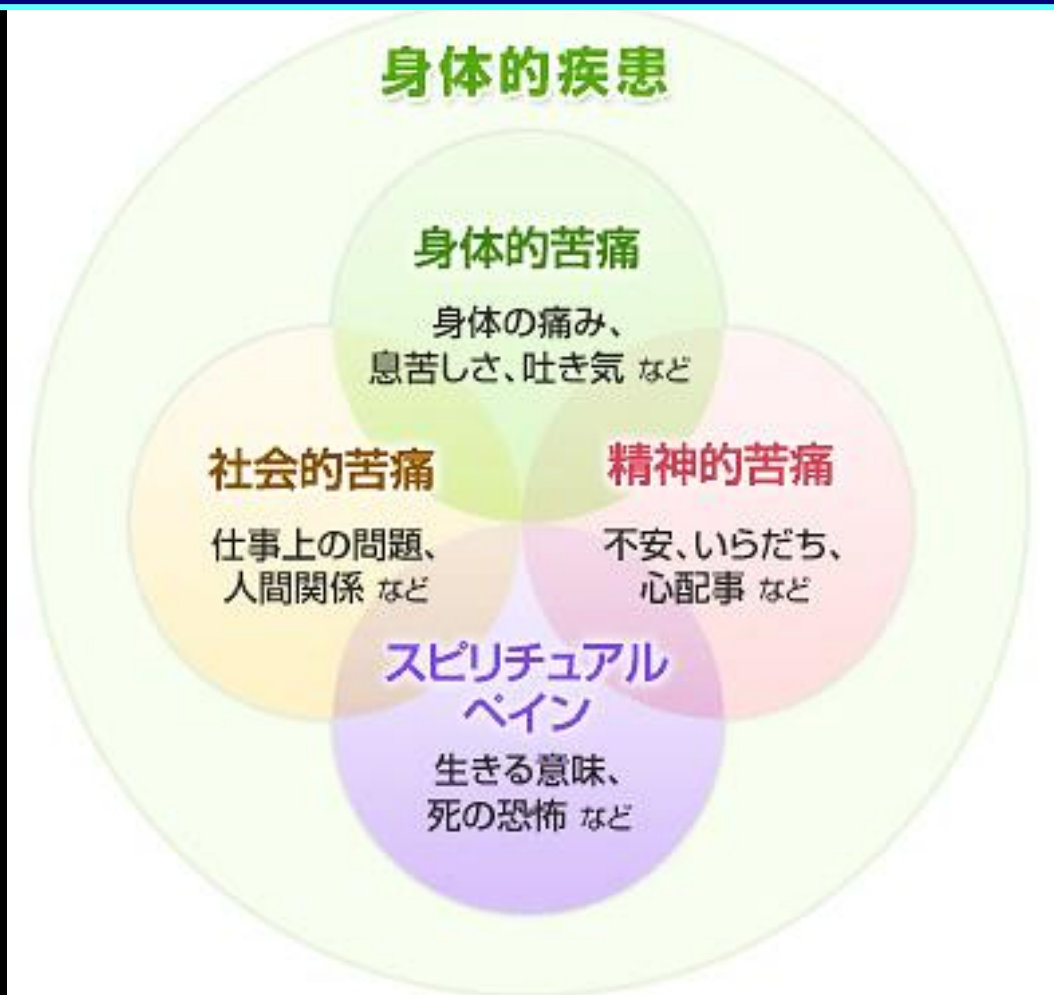 身体的疾患
身体的苦痛
身体の痛み、
息苦しさ、吐き気 など
社会的苦痛
仕事上の問題、
人間関係 など
精神的苦痛
不安、いらだち、
心配事 など
スピリチュアル
ペイン
生きる意味、
死の恐怖 など